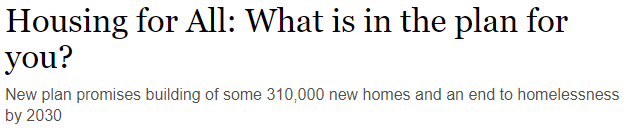 Housing for All: What is in the plan for
you?
New plan promises building of some 310,000 new homes and an end to homelessness
by 2030